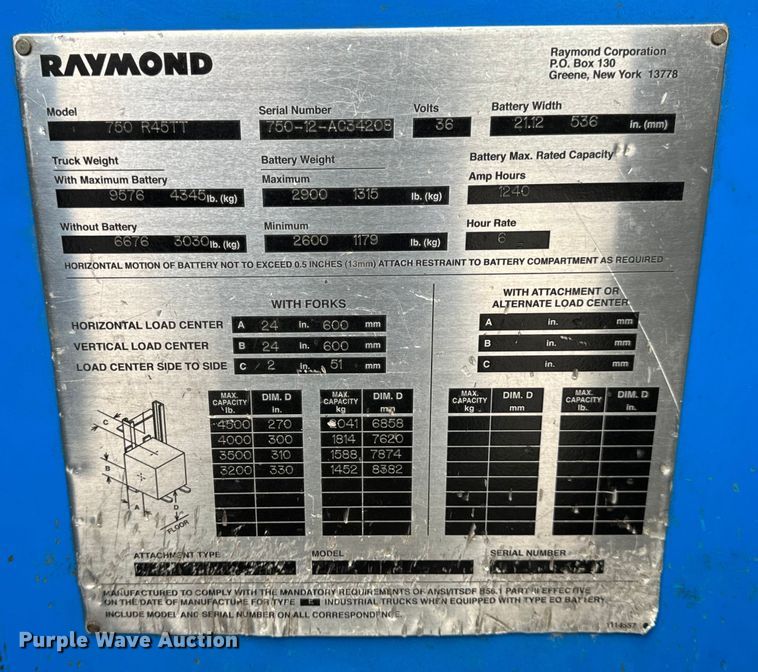 RAYMOND
Raymond Corporation
P.O. Box 130
Greene, New York 13778
Model 750 R45TT
Serial Number 750-12-AC34208
Volts 36
Battery Width 21.12 536 in. (mm)
Truck Weight
With Maximum Battery 9576 4345 lb. (kg)
Without Battery 6676 3030 lb. (kg)
Battery Weight
Maximum 2900 1315 lb. (kg)
Minimum 2600 1179 lb. (kg)
Battery Max. Rated Capacity
Amp Hours 1240
Hour Rate 6
HORIZONTAL MOTION OF BATTERY NOT TO EXCEED 0.5 INCHES (13mm) ATTACH RESTRAINT TO BATTERY COMPARTMENT AS REQUIRED
WITH FORKS
HORIZONTAL LOAD CENTER A 24 in. 600 mm
VERTICAL LOAD CENTER B 24 in. 600 mm
LOAD CENTER SIDE TO SIDE C 2 in. 51 mm
WITH ATTACHMENT OR
ALTERNATE LOAD CENTER
A in. mm
B in. mm
C in. mm
C
B
A
D
FLOOR
MAX. CAPACITY lb. DIM. D in.
4500 270
4000 300
3500 310
3200 330
MAX. CAPACITY kg DIM. D mm
2041 6858
1814 7620
1588 7874
1452 8382
MAX. CAPACITY kg DIM. D mm
MAX. CAPACITY lb. DIM. D in.
ATTACHMENT TYPE
MODEL
SERIAL NUMBER
MANUFACTURED TO COMPLY WITH THE MANDATORY REQUIREMENTS OF ANSI/ITSDF B56.1 PART III EFFECTIVE
ON THE DATE OF MANUFACTURE FOR TYPE E INDUSTRIAL TRUCKS WHEN EQUIPPED WITH TYPE EO BATTERY.
INCLUDE MODEL AND SERIAL NUMBER ON ALL CORRESPONDENCE.
Purple Wave Auction